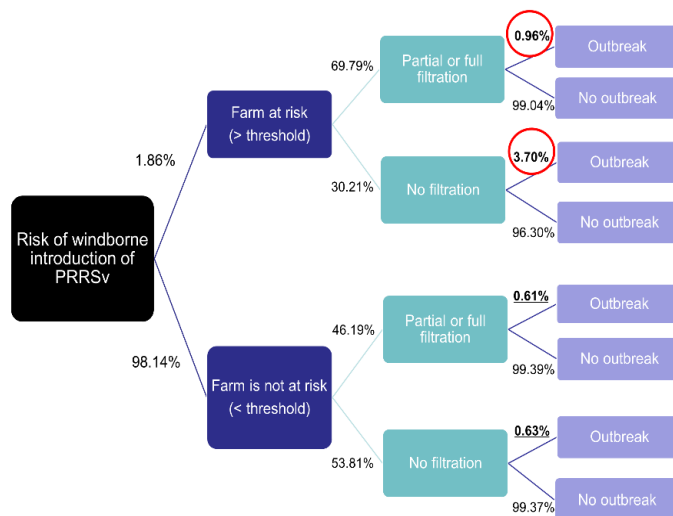 0.96%
Outbreak
69.79%
Partial or full
filtration
99.04%
No outbreak
Farm at risk
(> threshold)
1.86%
3.70%
Outbreak
30.21%
No filtration
96.30%
No outbreak
Risk of windborne
introduction of
PRRSv
0.61%
Outbreak
46.19%
Partial or full
filtration
99.39%
No outbreak
98.14%
Farm is not at risk
(< threshold)
0.63%
Outbreak
53.81%
No filtration
99.37%
No outbreak